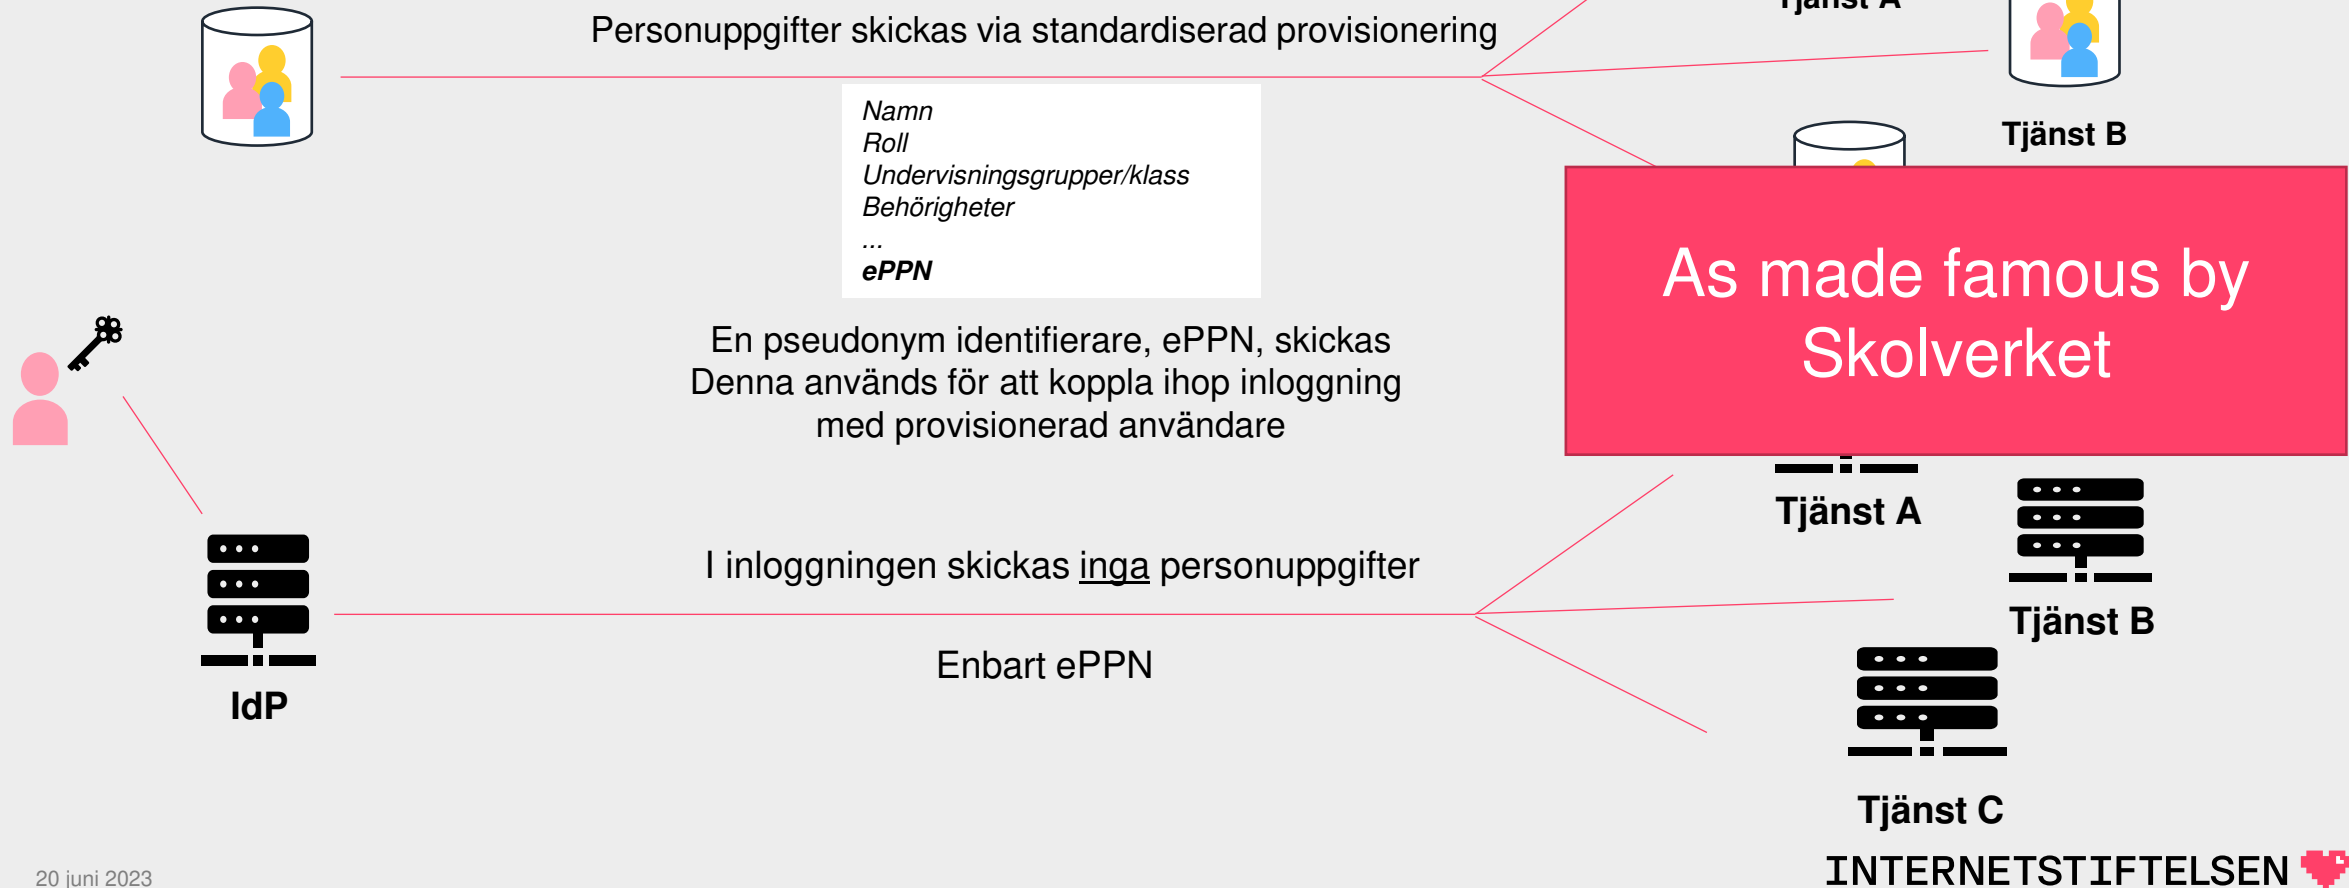 Tjänst A
Personuppgifter skickas via standardiserad provisionering
Namn
Roll
Undervisningsgrupper/klass
Behörigheter
...
ePPN
Tjänst B
As made famous by
Skolverket
En pseudonym identifierare, ePPN, skickas
Denna används för att koppla ihop inloggning
med provisionerad användare
Tjänst A
I inloggningen skickas inga personuppgifter
Tjänst B
Enbart ePPN
IdP
Tjänst C
20 juni 2023
INTERNETSTIFTELSEN